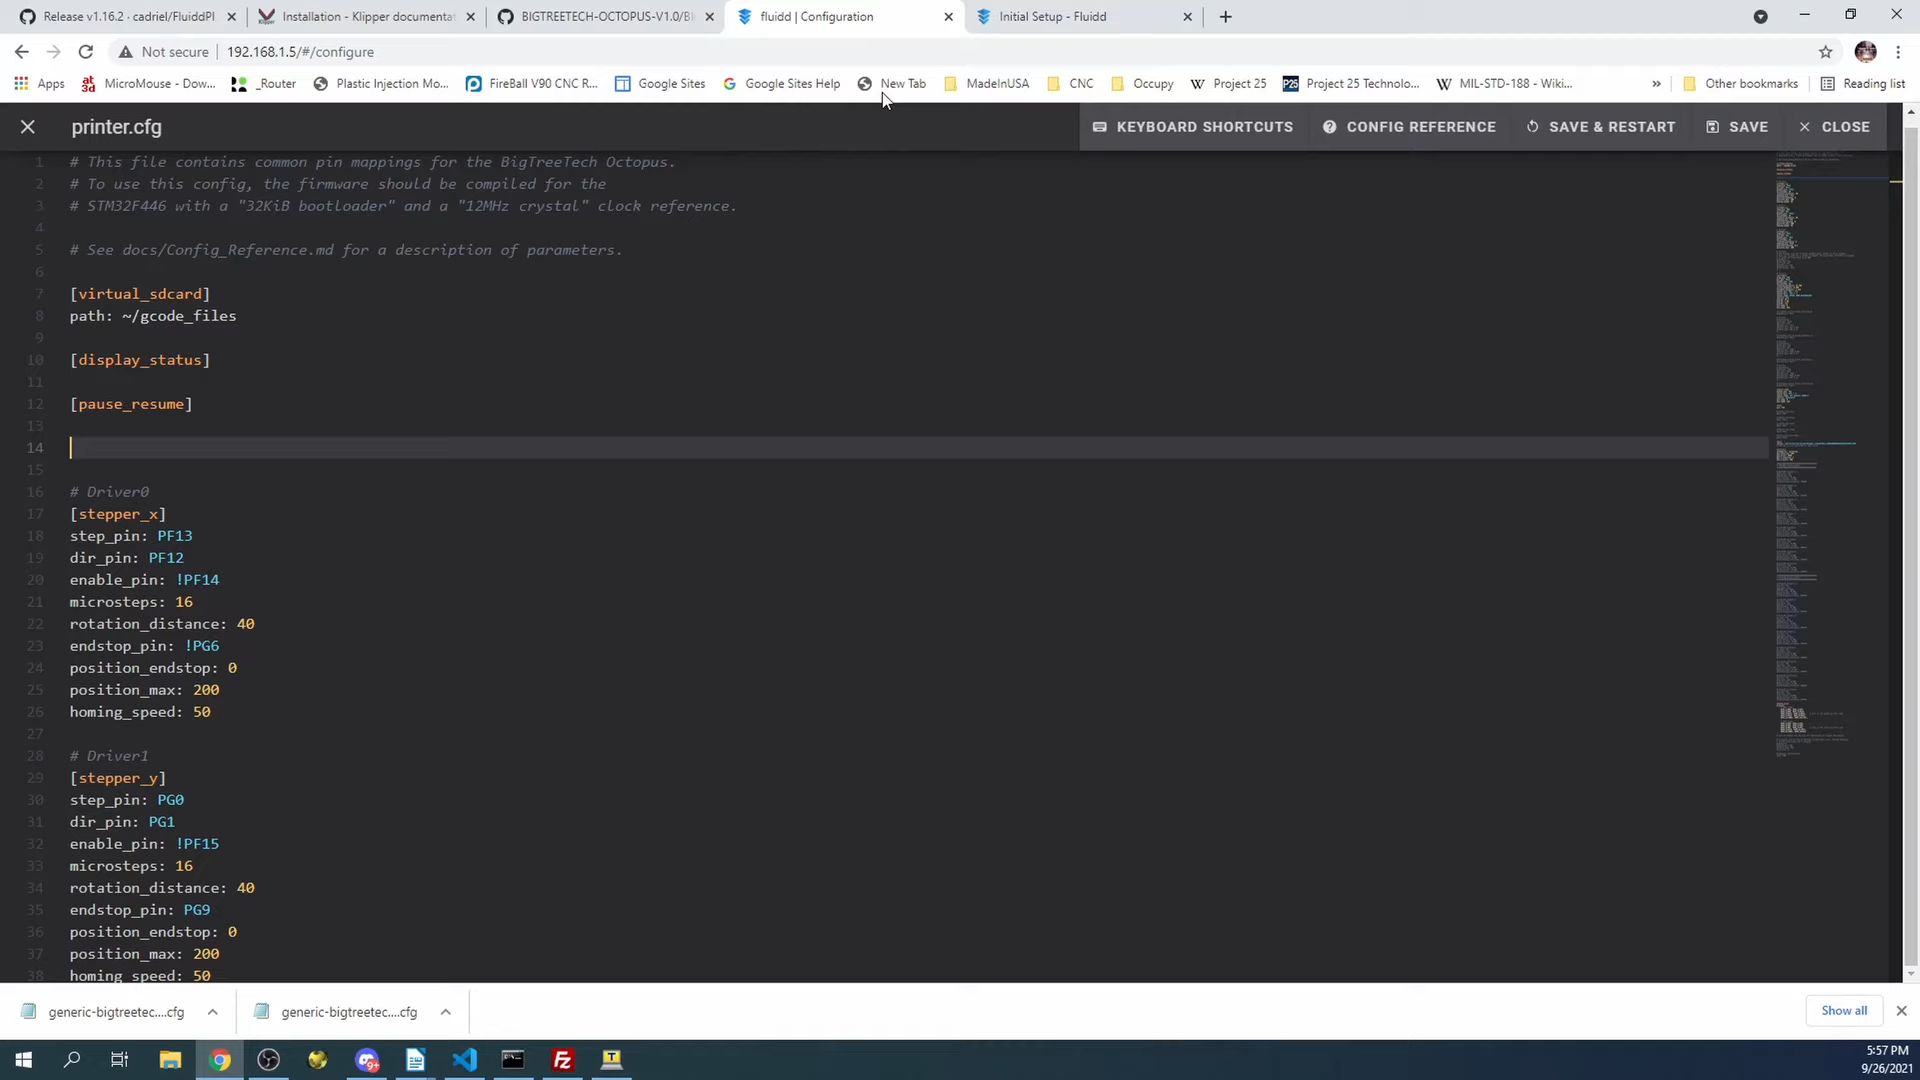 Release v1.16.2 · cadriel/FluiddPI
Installation - Klipper documentat
BIGTREETECH-OCTOPUS-V1.0/BI
fluidd | Configuration
Initial Setup - Fluidd
Not secure
192.168.1.5/#/configure
Apps
MicroMouse - Dow...
_Router
Plastic Injection Mo...
FireBall V90 CNC R...
Google Sites
Google Sites Help
New Tab
MadeInUSA
CNC
Occupy
Project 25
Project 25 Technolo...
MIL-STD-188 - Wiki...
»
Other bookmarks
Reading list
printer.cfg
KEYBOARD SHORTCUTS
CONFIG REFERENCE
SAVE & RESTART
SAVE
CLOSE
1 # This file contains common pin mappings for the BigTreeTech Octopus.
2 # To use this config, the firmware should be compiled for the
3 # STM32F446 with a "32KiB bootloader" and a "12MHz crystal" clock reference.
4
5 # See docs/Config_Reference.md for a description of parameters.
6
7 [virtual_sdcard]
8 path: ~/gcode_files
9
10 [display_status]
11
12 [pause_resume]
13
14
15
16 # Driver0
17 [stepper_x]
18 step_pin: PF13
19 dir_pin: PF12
20 enable_pin: !PF14
21 microsteps: 16
22 rotation_distance: 40
23 endstop_pin: !PG6
24 position_endstop: 0
25 position_max: 200
26 homing_speed: 50
27
28 # Driver1
29 [stepper_y]
30 step_pin: PG0
31 dir_pin: PG1
32 enable_pin: !PF15
33 microsteps: 16
34 rotation_distance: 40
35 endstop_pin: PG9
36 position_endstop: 0
37 position_max: 200
38 homing_speed: 50
generic-bigtreetec....cfg
generic-bigtreetec....cfg
Show all
5:57 PM
9/26/2021